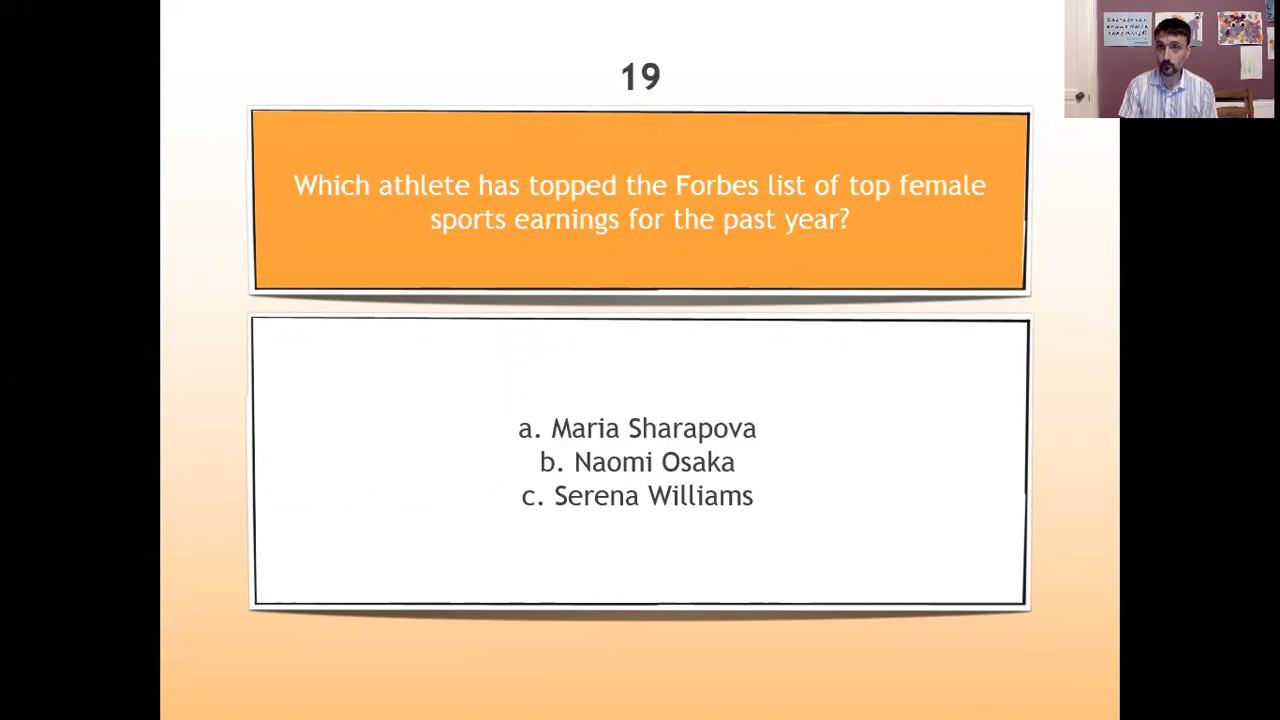 19
Which athlete has topped the Forbes list of top female
sports earnings for the past year?
a. Maria Sharapova
b. Naomi Osaka
c. Serena Williams